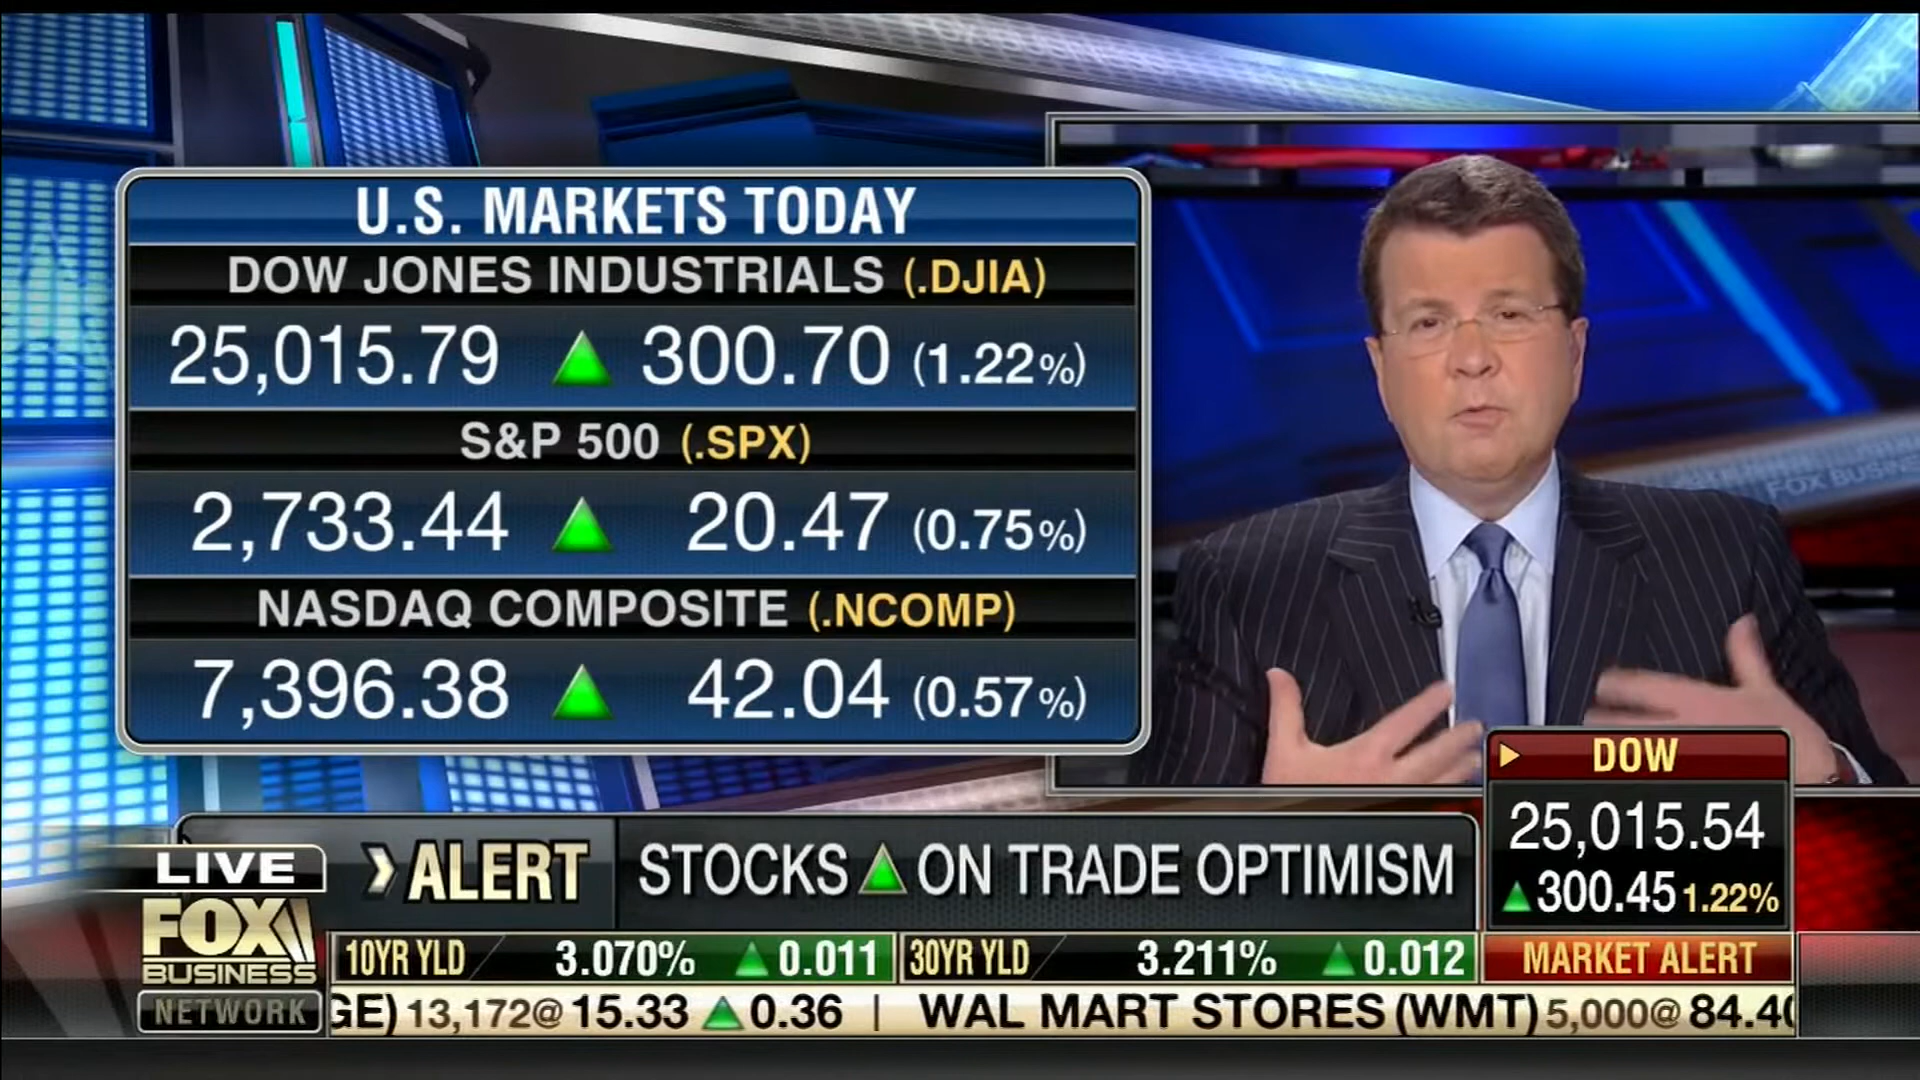 U.S. MARKETS TODAY
DOW JONES INDUSTRIALS (.DJIA)
25,015.79 ▲ 300.70 (1.22%)
S&P 500 (.SPX)
2,733.44 ▲ 20.47 (0.75%)
NASDAQ COMPOSITE (.NCOMP)
7,396.38 ▲ 42.04 (0.57%)
FOX BUSINE
DOW
25,015.54
▲300.45 1.22%
MARKET ALERT
LIVE
FOX
BUSINESS
NETWORK
ALERT
STOCKS ▲ ON TRADE OPTIMISM
10YR YLD 3.070% ▲ 0.011
30YR YLD 3.211% ▲ 0.012
GE) 13,172@ 15.33 ▲ 0.36 | WAL MART STORES (WMT) 5,000@ 84.40